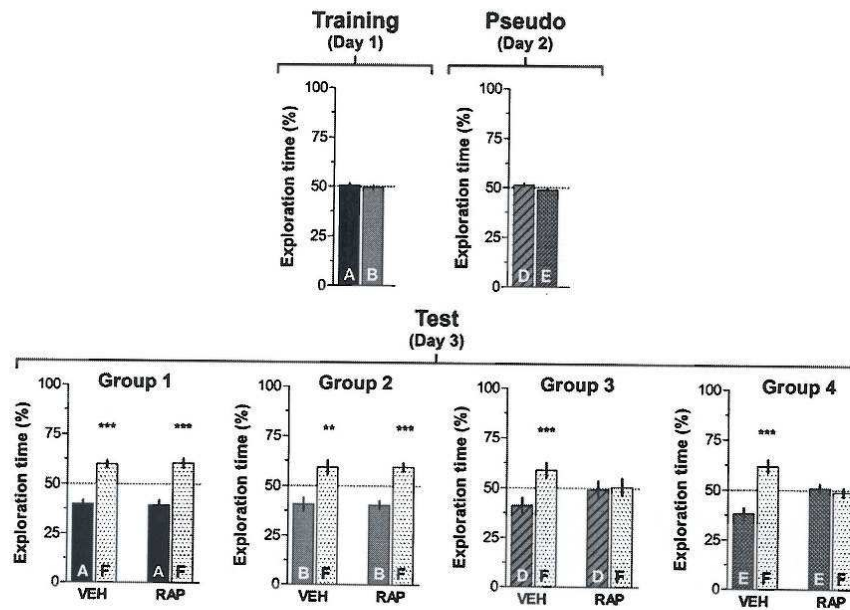 Training
(Day 1)
Pseudo
(Day 2)
Exploration time (%)
100
75
50
25
0
A B
Exploration time (%)
100
75
50
25
0
D E
Test
(Day 3)
Group 1
Exploration time (%)
100
75
50
25
0
*** ***
A F A F
VEH RAP
Group 2
Exploration time (%)
100
75
50
25
0
** ***
B F B F
VEH RAP
Group 3
Exploration time (%)
100
75
50
25
0
***
D F D F
VEH RAP
Group 4
Exploration time (%)
100
75
50
25
0
***
E F E F
VEH RAP